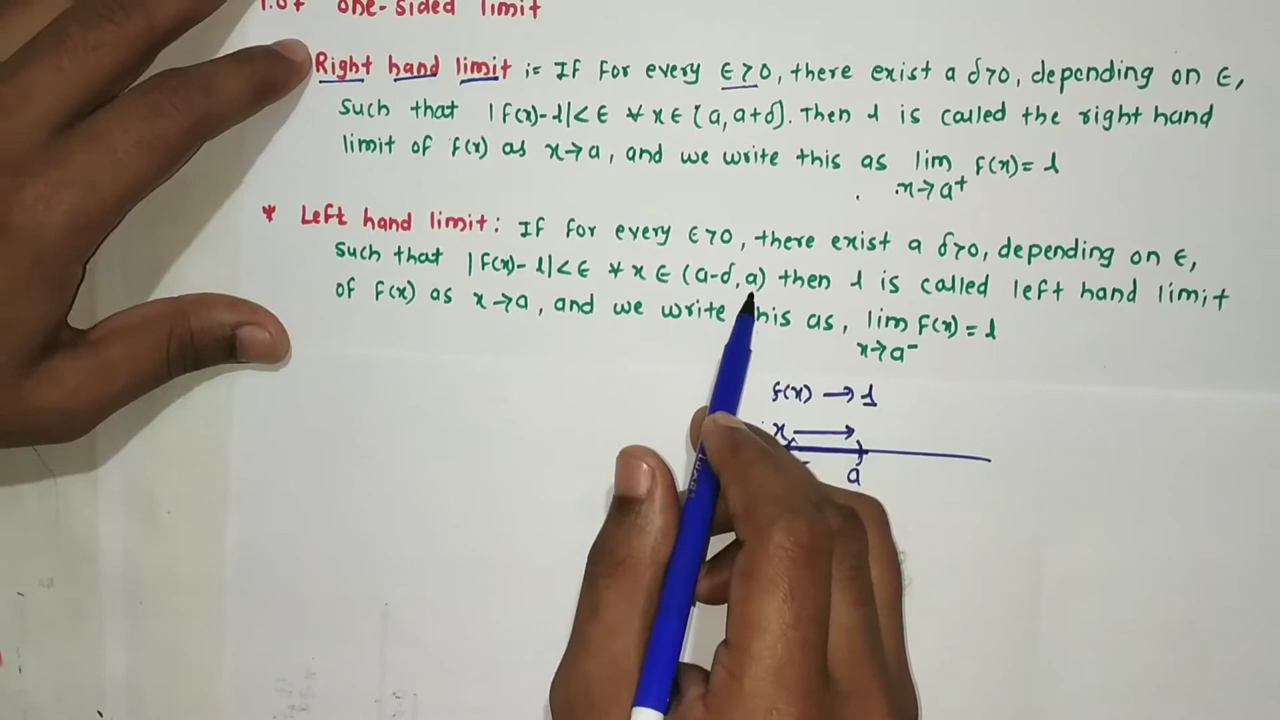 one-sided limit
Right hand limit := If for every ϵ>0, there exist a δ>0, depending on ϵ,
such that |f(x)-l|<ϵ ∀ x ∈ (a, a+δ). Then l is called the right hand
limit of f(x) as x→a, and we write this as lim f(x)= l
x→a+
* Left hand limit: If for every ϵ>0, there exist a δ>0, depending on ϵ,
such that |f(x)-l|<ϵ ∀ x ∈ (a-δ, a) then l is called left hand limit
of f(x) as x→a, and we write this as, lim f(x) = l
x→a-
f(x) → l
x →
a